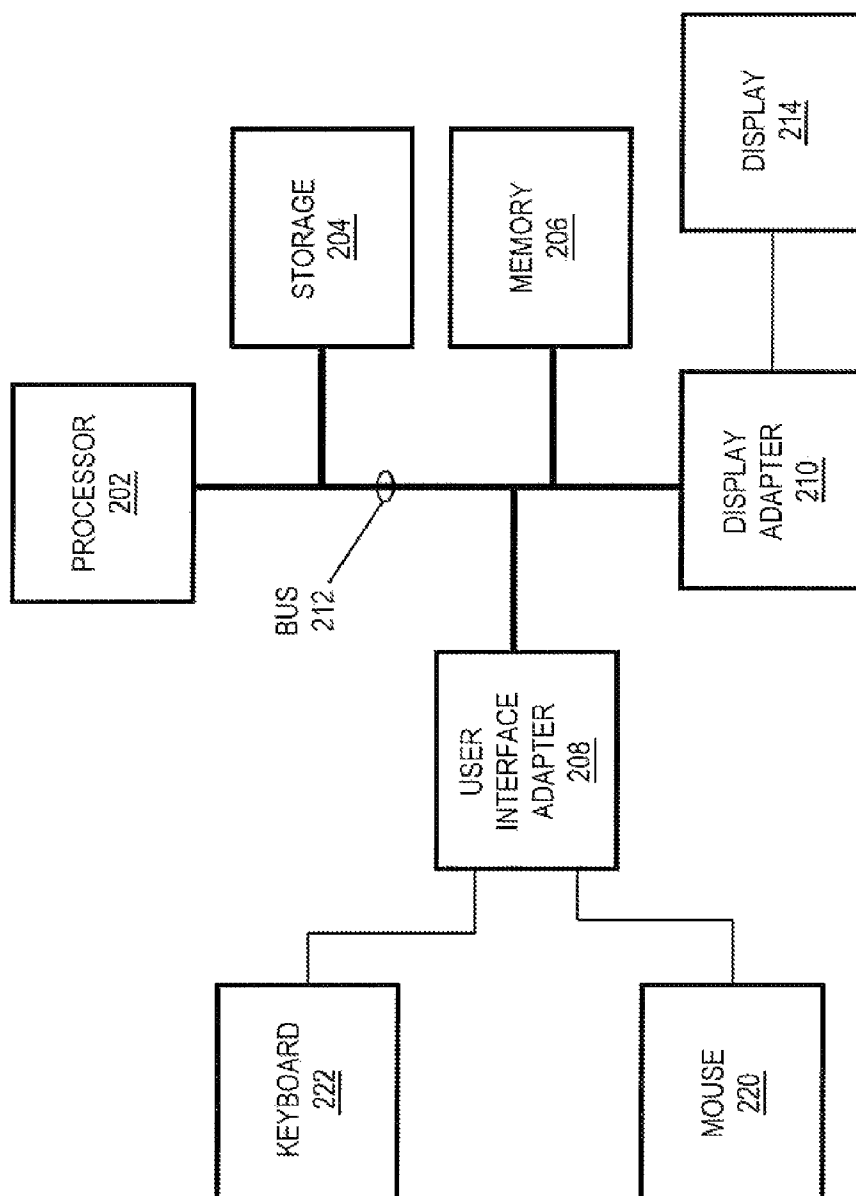 PROCESSOR
202
STORAGE
204
MEMORY
206
BUS
212
USER
INTERFACE
ADAPTER
208
DISPLAY
ADAPTER
210
DISPLAY
214
KEYBOARD
222
MOUSE
220